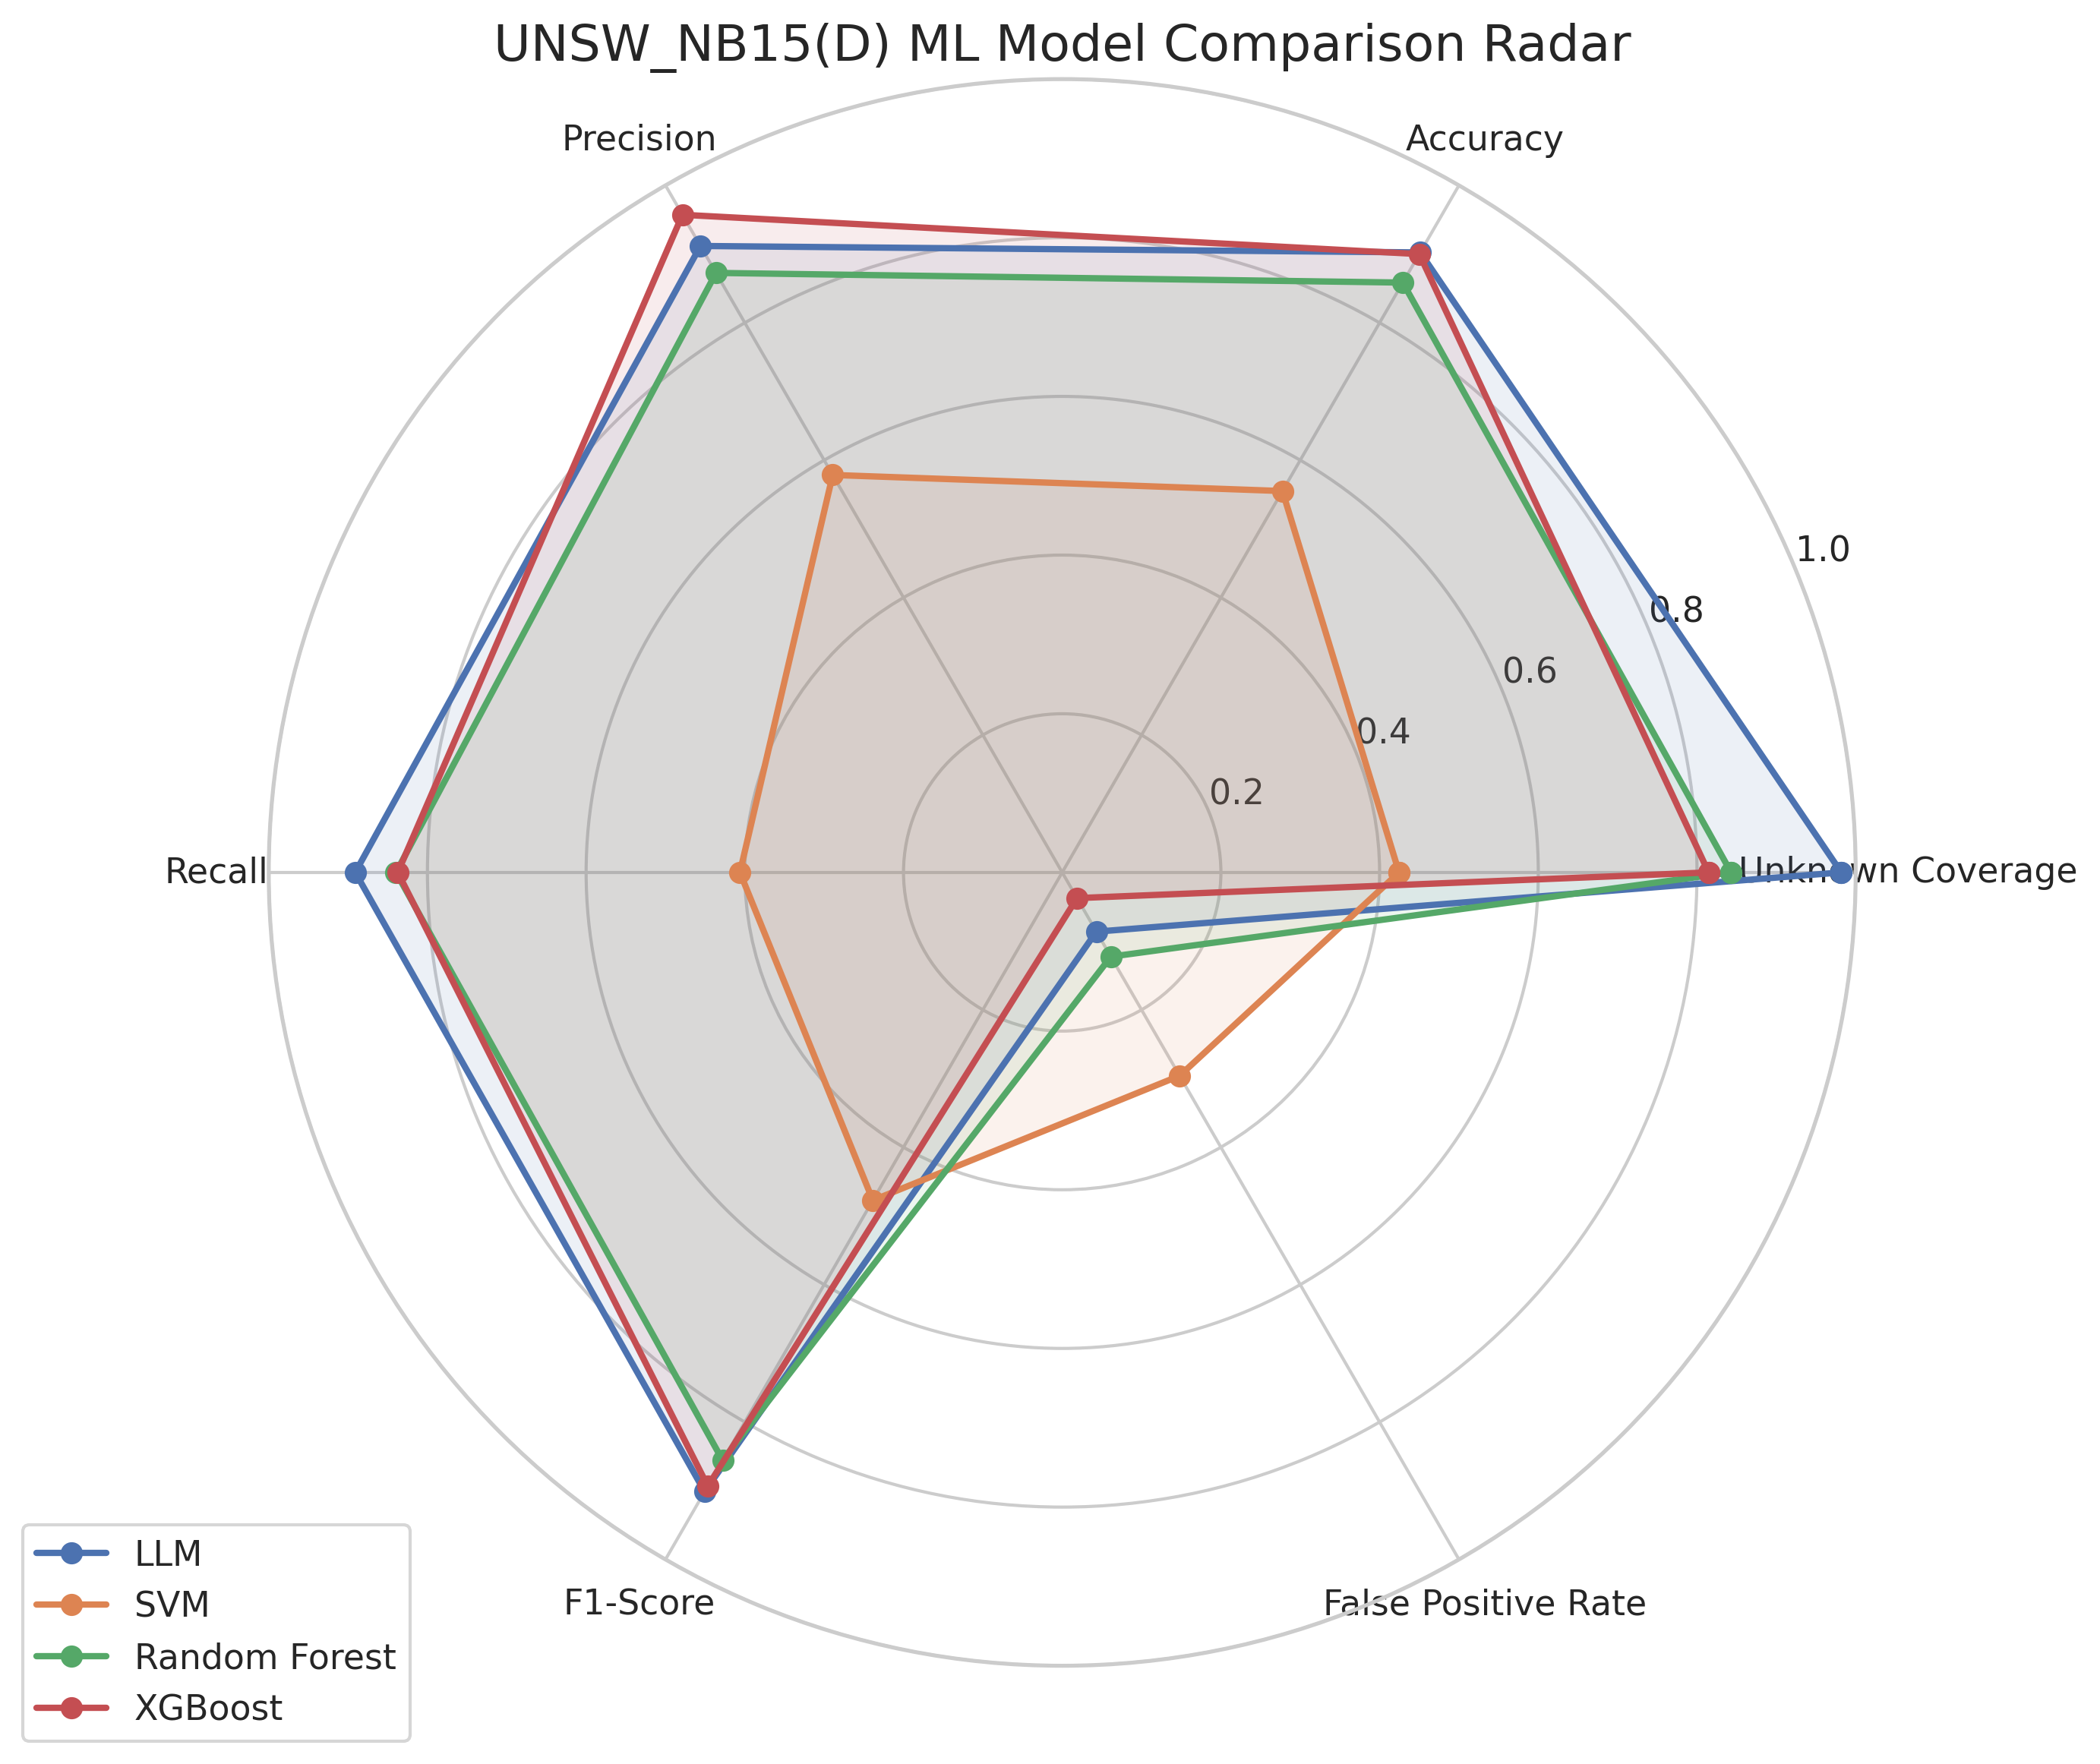 UNSW_NB15(D) ML Model Comparison Radar
Precision
Accuracy
1.0
0.8
0.6
0.4
0.2
Recall
Unknown Coverage
F1-Score
False Positive Rate
LLM
SVM
Random Forest
XGBoost